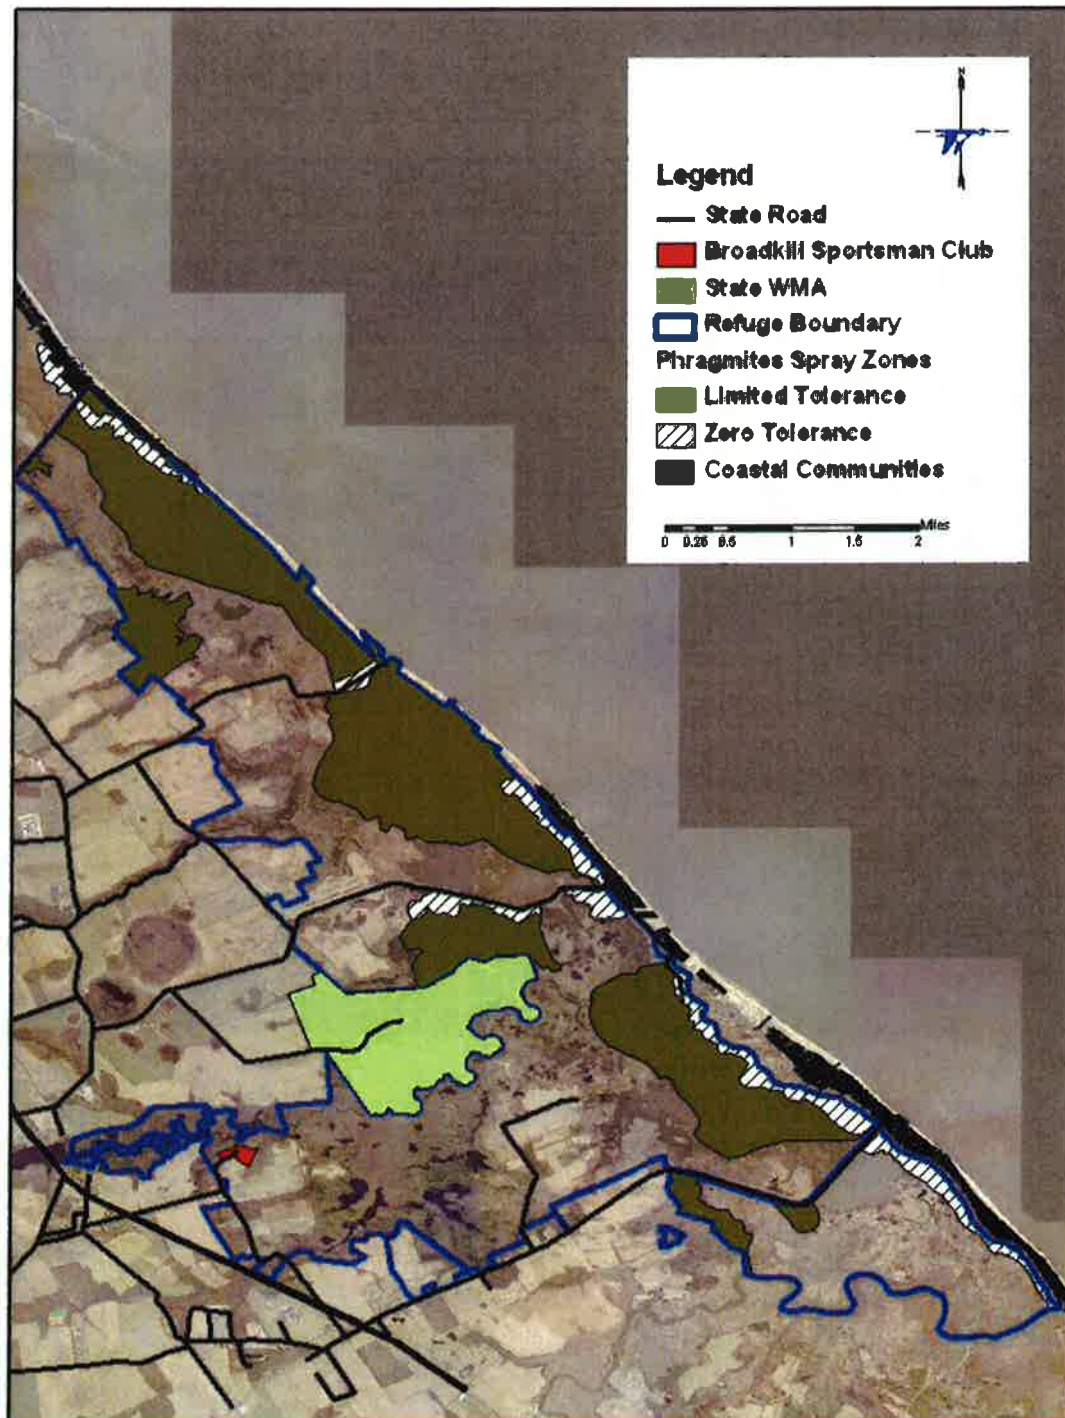 N
Legend
State Road
Broadkill Sportsman Club
State WMA
Refuge Boundary
Phragmites Spray Zones
Limited Tolerance
Zero Tolerance
Coastal Communities
Miles
0 0.25 0.5 1 1.5 2